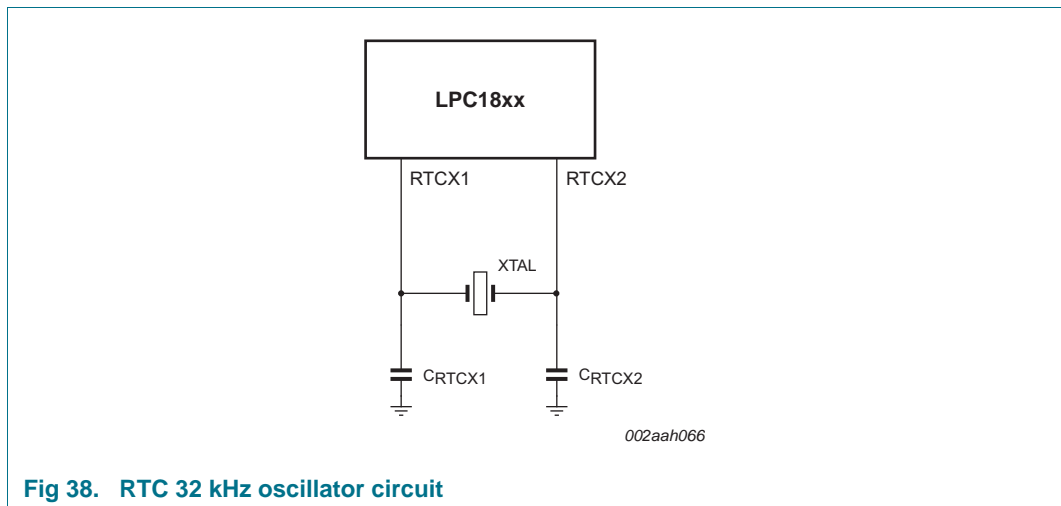 LPC18xx
RTCX1 RTCX2
XTAL
CRTCX1 CRTCX2
002aah066
Fig 38. RTC 32 kHz oscillator circuit